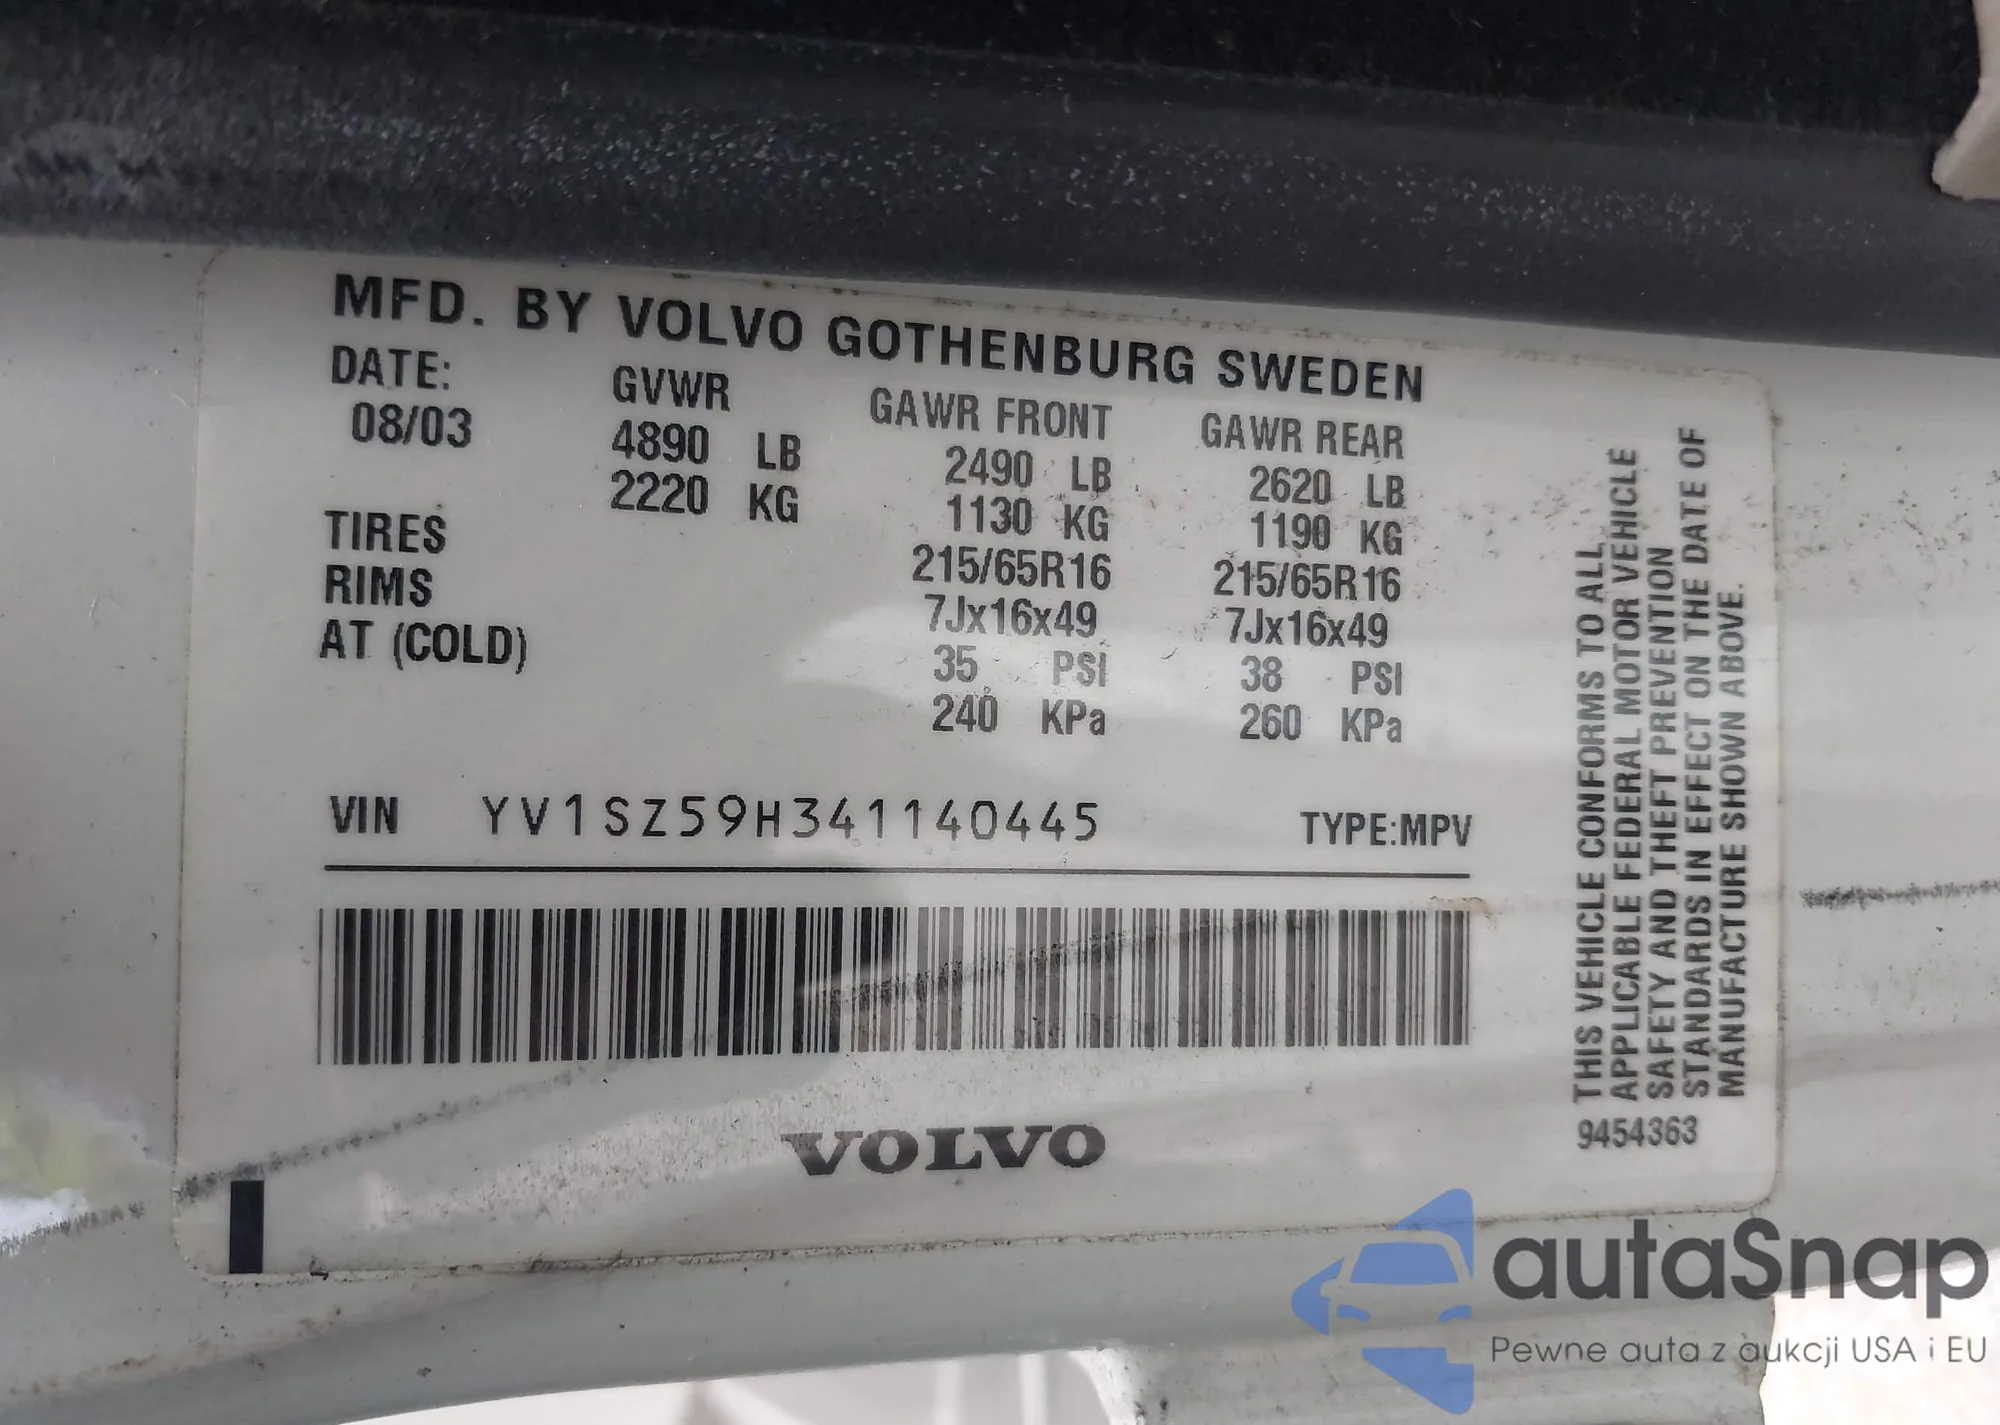 MFD. BY VOLVO GOTHENBURG SWEDEN
DATE: GVWR GAWR FRONT GAWR REAR
08/03 4890 LB 2490 LB 2620 LB
2220 KG 1130 KG 1190 KG
TIRES 215/65R16 215/65R16
RIMS 7Jx16x49 7Jx16x49
AT (COLD) 35 PSI 38 PSI
240 KPa 260 KPa
VIN YV1SZ59H341140445 TYPE:MPV
VOLVO
THIS VEHICLE CONFORMS TO ALL
APPLICABLE FEDERAL MOTOR VEHICLE
SAFETY AND THEFT PREVENTION
STANDARDS IN EFFECT ON THE DATE OF
MANUFACTURE SHOWN ABOVE.
9454363
autaSnap
Pewne auta z aukcji USA i EU